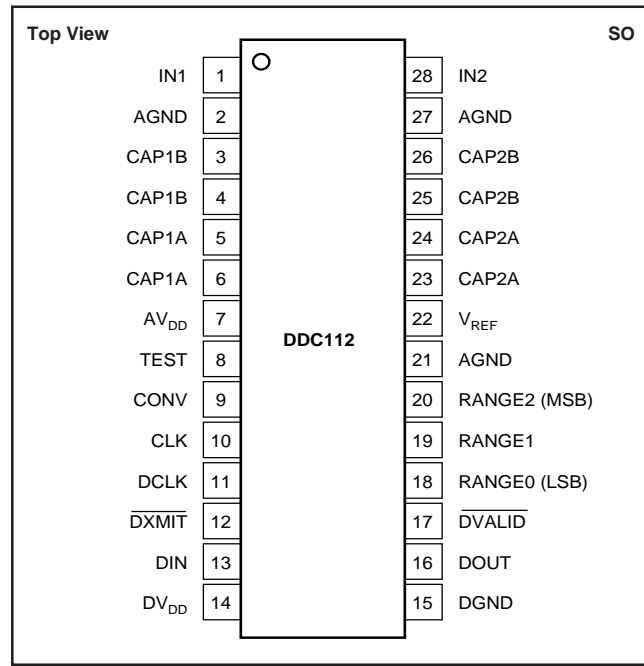 Top View SO
IN1 1 28 IN2
AGND 2 27 AGND
CAP1B 3 26 CAP2B
CAP1B 4 25 CAP2B
CAP1A 5 24 CAP2A
CAP1A 6 23 CAP2A
AVDD 7 22 VREF
DDC112
TEST 8 21 AGND
CONV 9 20 RANGE2 (MSB)
CLK 10 19 RANGE1
DCLK 11 18 RANGE0 (LSB)
DXMIT 12 17 DVALID
DIN 13 16 DOUT
DVDD 14 15 DGND